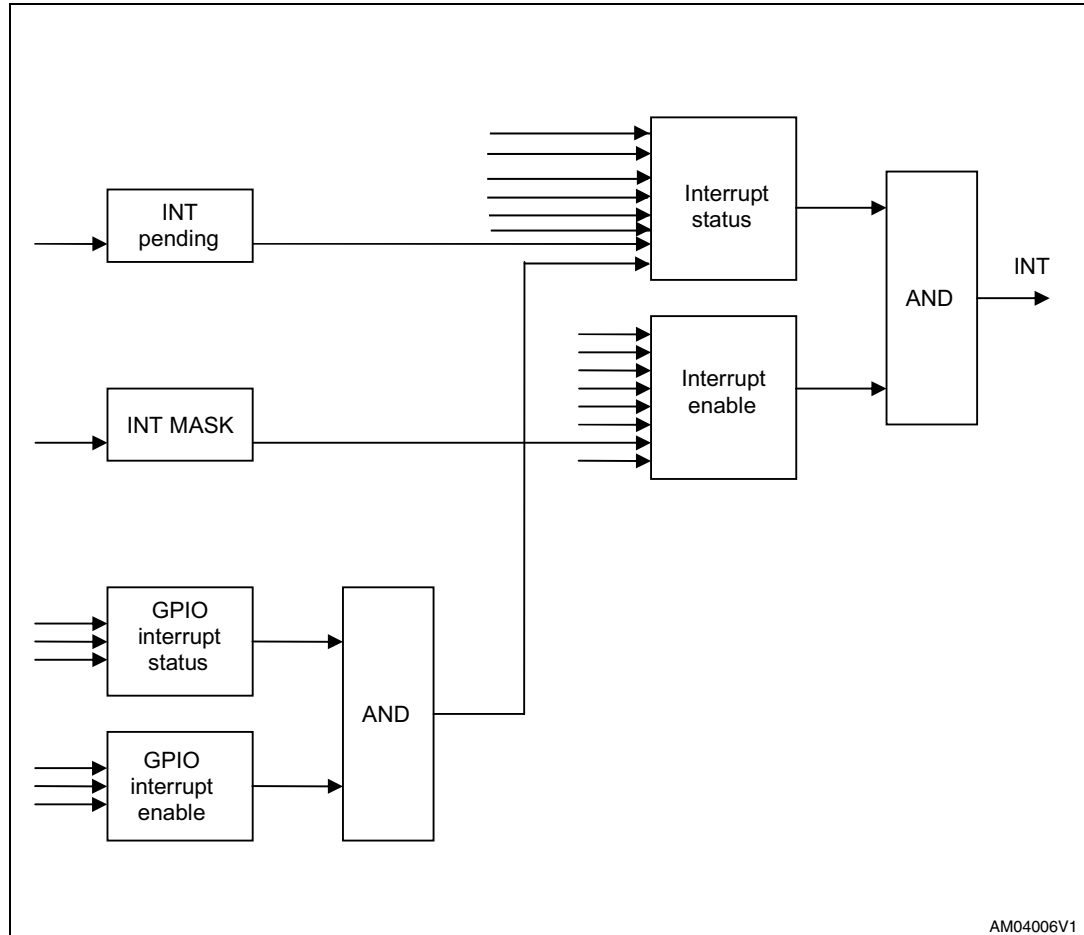 INT
pending
Interrupt
status
AND
INT
INT MASK
Interrupt
enable
GPIO
interrupt
status
AND
GPIO
interrupt
enable
AM04006V1